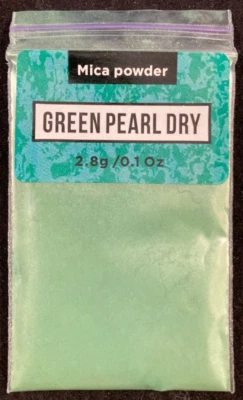 Mica powder
GREEN PEARL DRY
2.8g /0.1 Oz